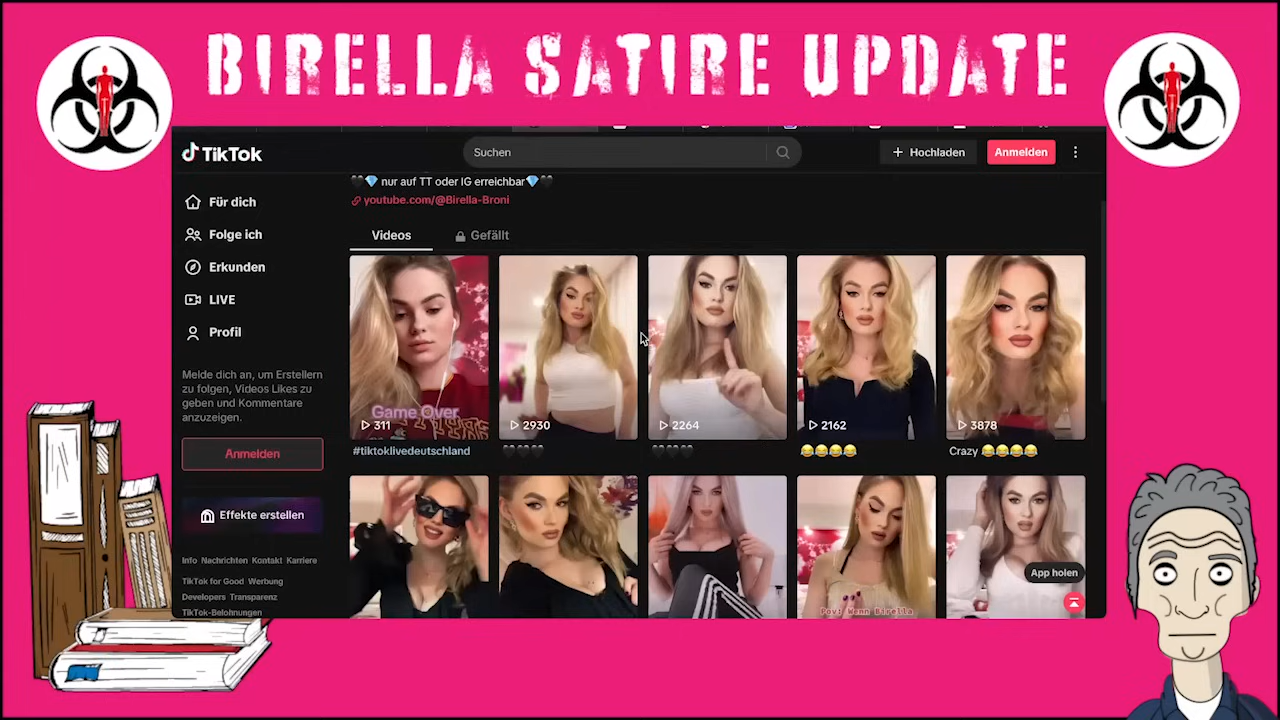 BIRELLA SATIRE UPDATE
TikTok
Suchen
Hochladen
Anmelden
🖤💎 nur auf TT oder IG erreichbar💎🖤
youtube.com/@Birella-Broni
Für dich
Folge ich
Erkunden
LIVE
Profil
Melde dich an, um Erstellern
zu folgen, Videos Likes zu
geben und Kommentare
anzuzeigen.
Anmelden
Effekte erstellen
Info Nachrichten Kontakt Karriere
TikTok for Good Werbung
Developers Transparenz
TikTok-Belohnungen
Videos
Gefällt
Game Over
311
2930
2264
2162
3878
#tiktoklivedeutschland
🖤🖤🖤
🖤🖤🖤
😂😂😂😂
Crazy 😂😂😂😂
Pov: Wenn Birella
App holen